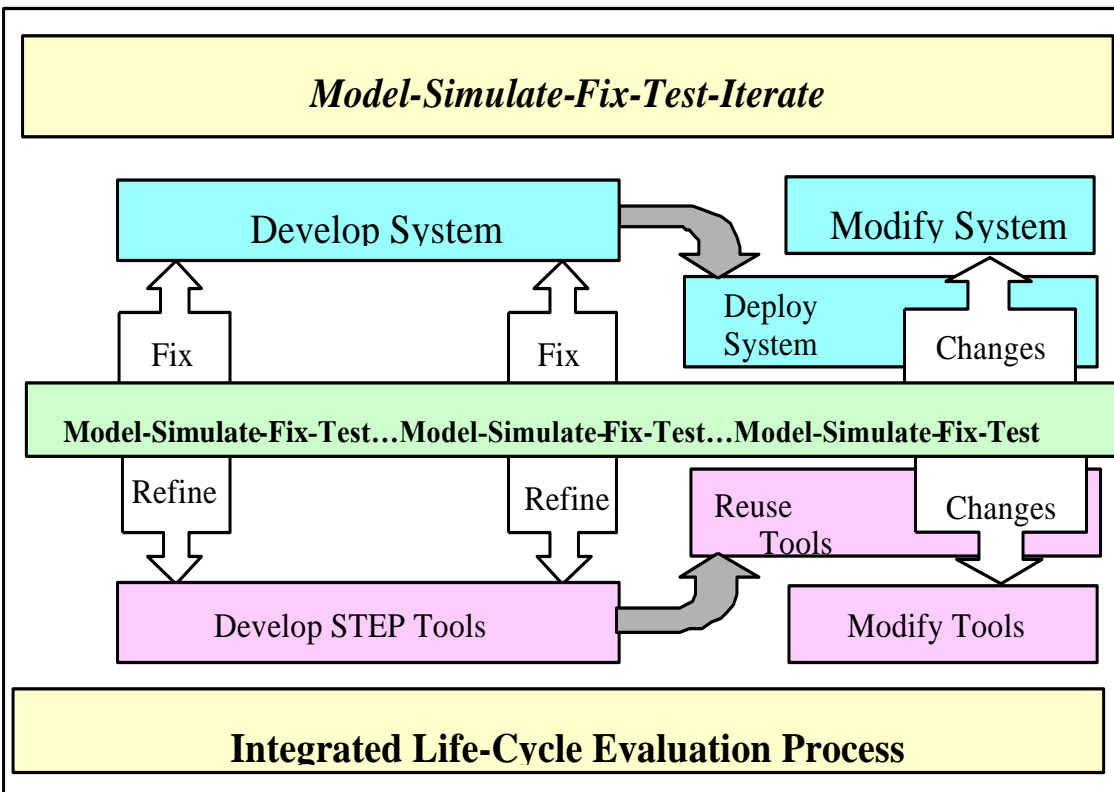 Model-Simulate-Fix-Test-Iterate
Develop System
Modify System
Deploy
System
Fix
Fix
Changes
Model-Simulate-Fix-Test...Model-Simulate-Fix-Test...Model-Simulate-Fix-Test
Refine
Refine
Reuse
Tools
Changes
Develop STEP Tools
Modify Tools
Integrated Life-Cycle Evaluation Process